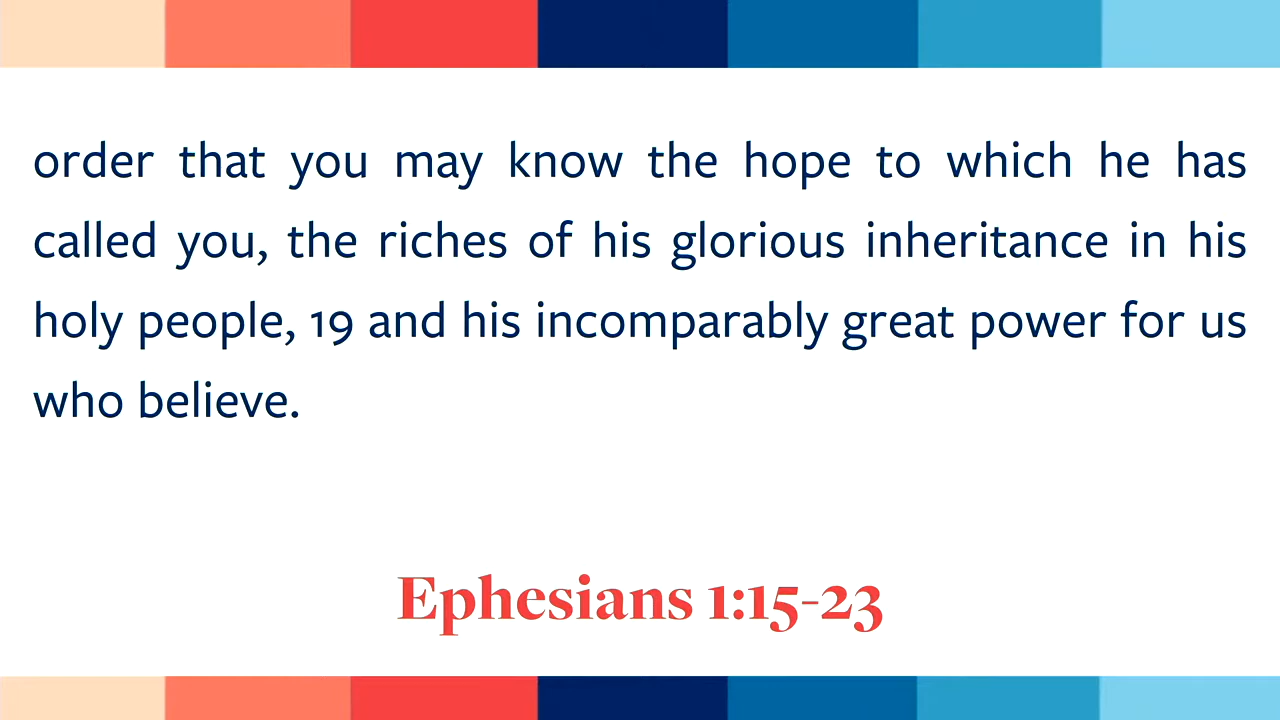 order that you may know the hope to which he has
called you, the riches of his glorious inheritance in his
holy people, 19 and his incomparably great power for us
who believe.
Ephesians 1:15-23